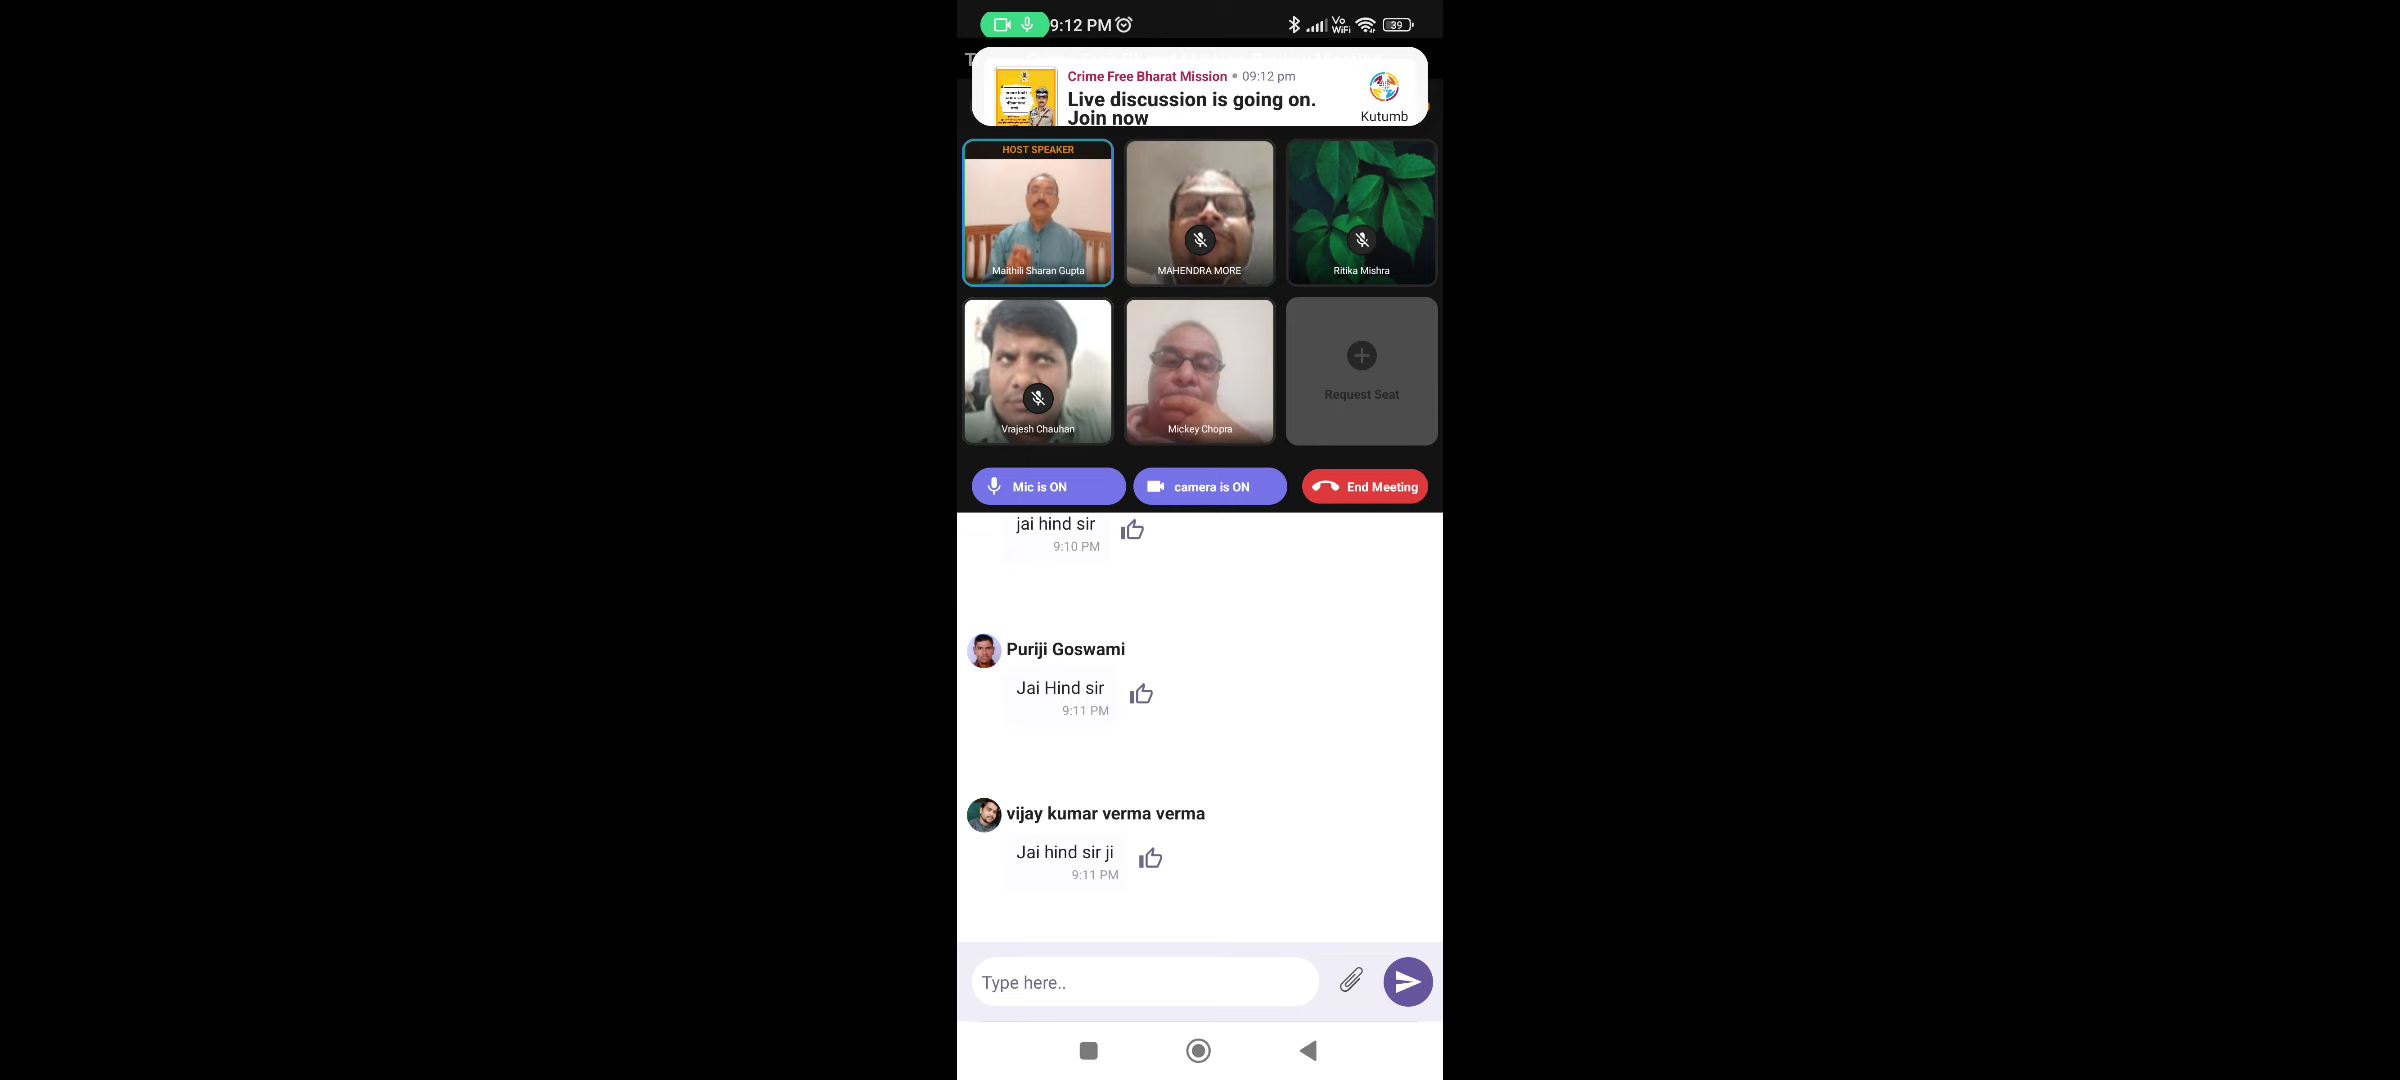 9:12 PM
Vo
WiFi
39
Crime Free Bharat Mission • 09:12 pm
Live discussion is going on.
Join now
Kutumb
HOST SPEAKER
Maithili Sharan Gupta
MAHENDRA MORE
Ritika Mishra
Vrajesh Chauhan
Mickey Chopra
Request Seat
Mic is ON
camera is ON
End Meeting
jai hind sir
9:10 PM
Puriji Goswami
Jai Hind sir
9:11 PM
vijay kumar verma verma
Jai hind sir ji
9:11 PM
Type here..